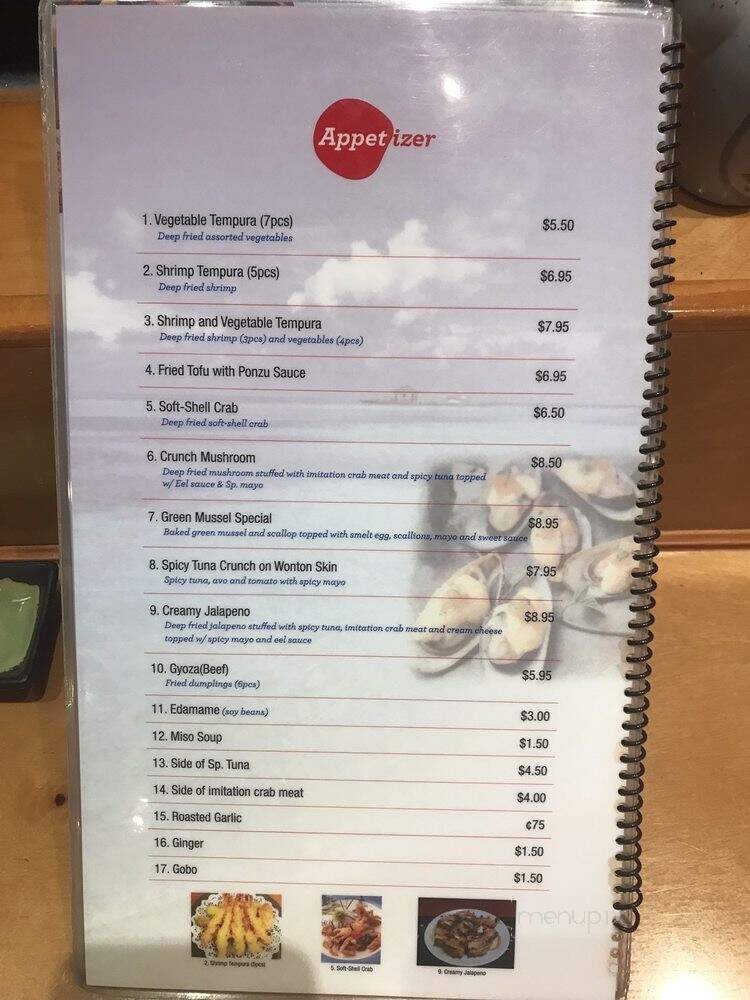 Appetizer
1. Vegetable Tempura (7pcs) $5.50
Deep fried assorted vegetables
2. Shrimp Tempura (5pcs) $6.95
Deep fried shrimp
3. Shrimp and Vegetable Tempura $7.95
Deep fried shrimp (3pcs) and vegetables (4pcs)
4. Fried Tofu with Ponzu Sauce $6.95
5. Soft-Shell Crab $6.50
Deep fried soft-shell crab
6. Crunch Mushroom $8.50
Deep fried mushroom stuffed with imitation crab meat and spicy tuna topped
w/ Eel sauce & Sp. mayo
7. Green Mussel Special $8.95
Baked green mussel and scallop topped with smelt egg, scallions, mayo and sweet sauce
8. Spicy Tuna Crunch on Wonton Skin $7.95
Spicy tuna, avo and tomato with spicy mayo
9. Creamy Jalapeno $8.95
Deep fried jalapeno stuffed with spicy tuna, imitation crab meat and cream cheese
topped w/ spicy mayo and eel sauce
10. Gyoza(Beef) $5.95
Fried dumplings (6pcs)
11. Edamame (soy beans) $3.00
12. Miso Soup $1.50
13. Side of Sp. Tuna $4.50
14. Side of imitation crab meat $4.00
15. Roasted Garlic ¢75
16. Ginger $1.50
17. Gobo $1.50
2. Shrimp Tempura (5pcs) 5. Soft-Shell Crab 9. Creamy Jalapeno